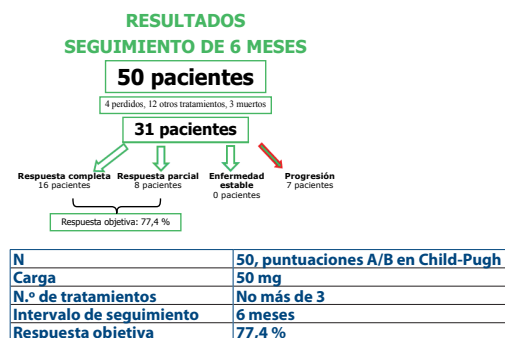 RESULTADOS
SEGUIMIENTO DE 6 MESES
50 pacientes
4 perdidos, 12 otros tratamientos, 3 muertos
31 pacientes
Respuesta completa
16 pacientes
Respuesta parcial
8 pacientes
Enfermedad
estable
0 pacientes
Progresión
7 pacientes
Respuesta objetiva: 77,4 %
N 50, puntuaciones A/B en Child-Pugh
Carga 50 mg
N.º de tratamientos No más de 3
Intervalo de seguimiento 6 meses
Respuesta objetiva 77,4 %